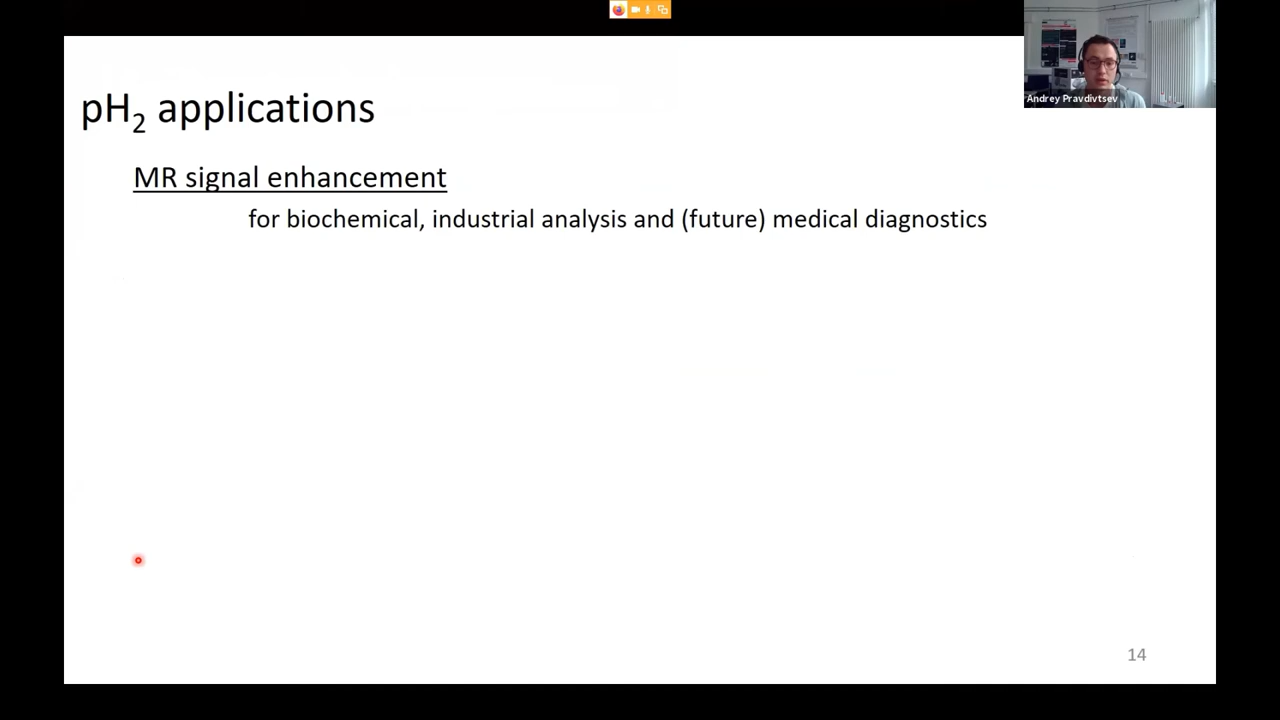 Andrey Pravdivtsev
pH₂ applications
MR signal enhancement
for biochemical, industrial analysis and (future) medical diagnostics
14